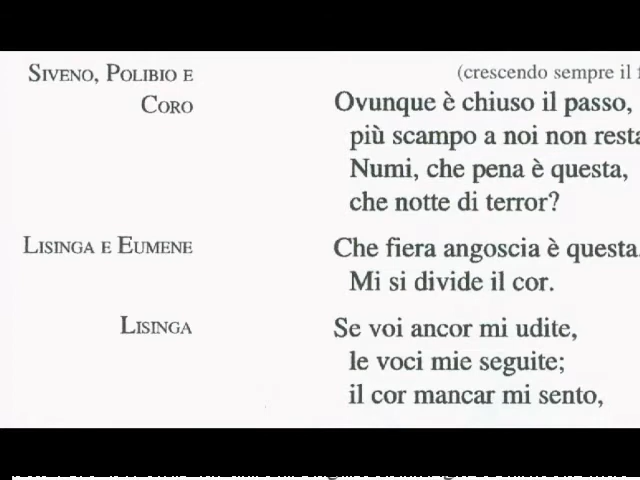 SIVENO, POLIBIO E
(crescendo sempre il
CORO
Ovunque è chiuso il passo,
più scampo a noi non resta
Numi, che pena è questa,
che notte di terror?
LISINGA E EUMENE
Che fiera angoscia è questa.
Mi si divide il cor.
LISINGA
Se voi ancor mi udite,
le voci mie seguite;
il cor mancar mi sento,